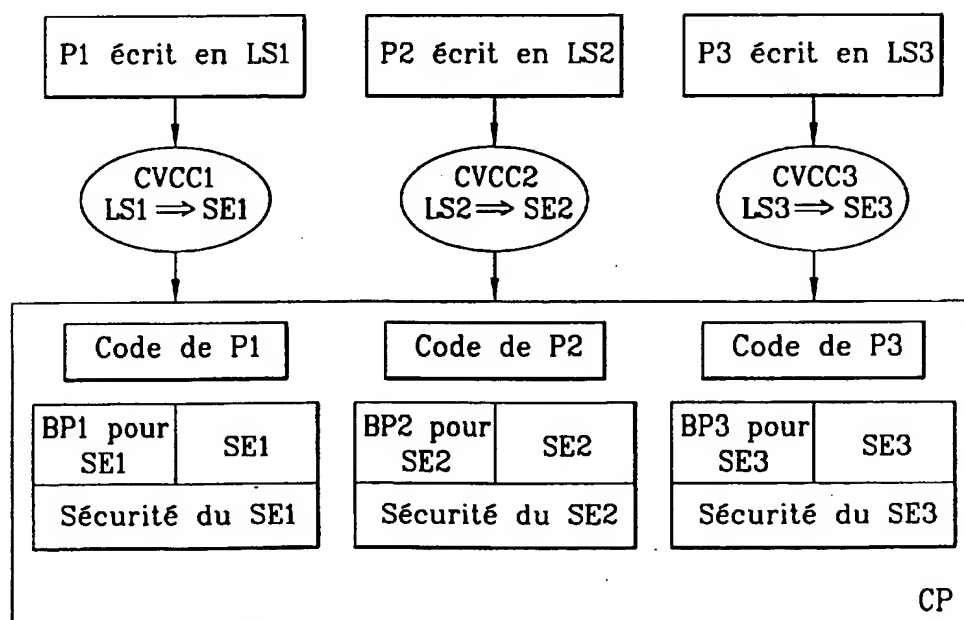 P1 écrit en LS1
P2 écrit en LS2
P3 écrit en LS3
CVCC1
LS1 ⟹ SE1
CVCC2
LS2 ⟹ SE2
CVCC3
LS3 ⟹ SE3
Code de P1
Code de P2
Code de P3
BP1 pour
SE1
SE1
BP2 pour
SE2
SE2
BP3 pour
SE3
SE3
Sécurité du SE1
Sécurité du SE2
Sécurité du SE3
CP